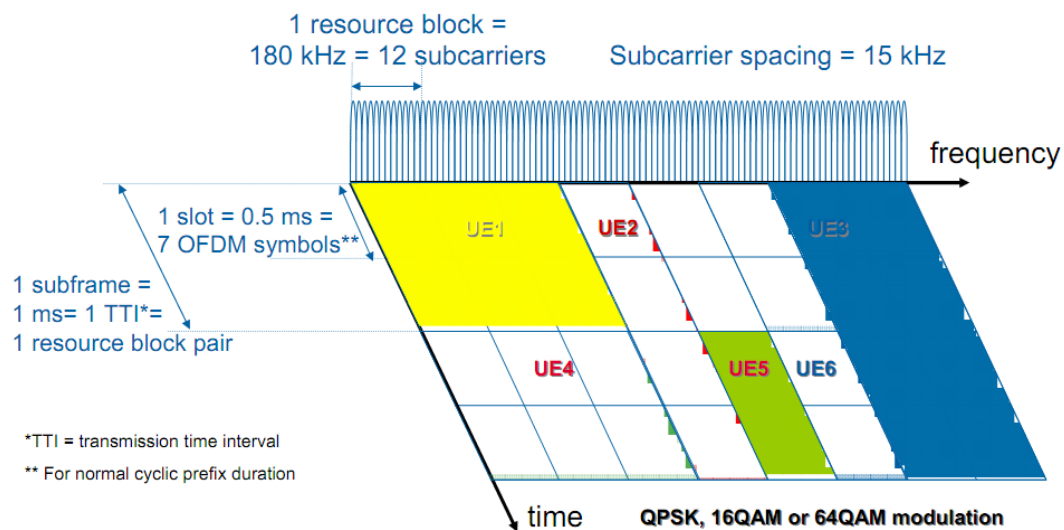 1 resource block =
180 kHz = 12 subcarriers
Subcarrier spacing = 15 kHz
frequency
1 slot = 0.5 ms =
7 OFDM symbols**
UE1
UE2
UE3
1 subframe =
1 ms= 1 TTI*=
1 resource block pair
UE4
UE5
UE6
*TTI = transmission time interval
** For normal cyclic prefix duration
time
QPSK, 16QAM or 64QAM modulation